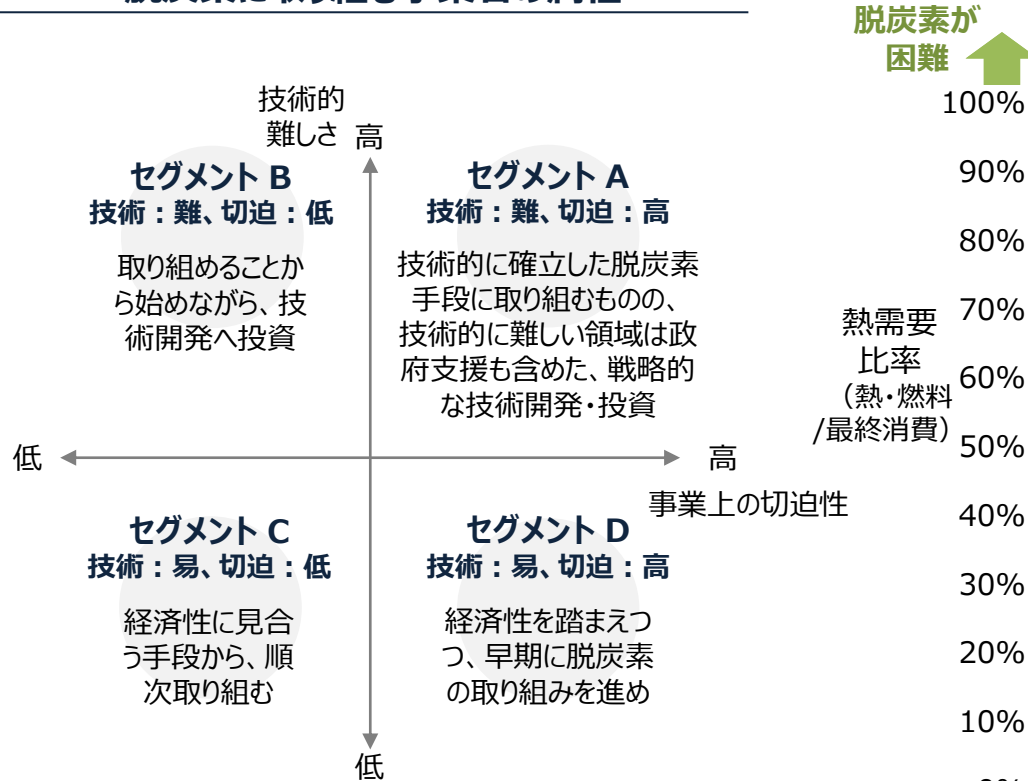 脱炭素が
困難
技術的
難しさ 高
セグメント B
技術：難、切迫：低
取り組めることか
ら始めながら、技
術開発へ投資
セグメント A
技術：難、切迫：高
技術的に確立した脱炭素
手段に取り組むものの、
技術的に難しい領域は政
府支援も含めた、戦略的
な技術開発・投資
低
高
事業上の切迫性
セグメント C
技術：易、切迫：低
経済性に見合
う手段から、順
次取り組む
セグメント D
技術：易、切迫：高
経済性を踏まえつ
つ、早期に脱炭素
の取り組みを進め
低
熱需要
比率
（熱・燃料
/最終消費）
100%
90%
80%
70%
60%
50%
40%
30%
20%
10%